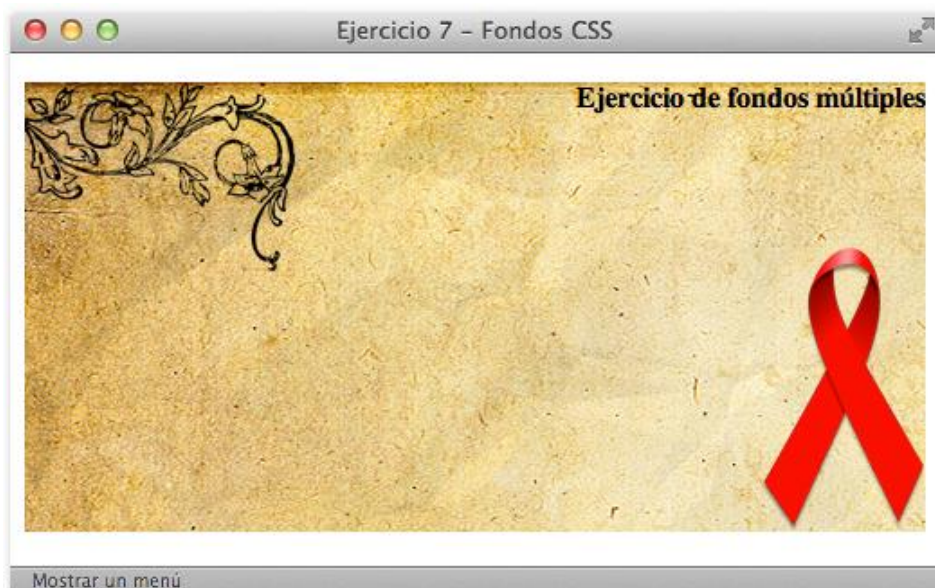 Ejercicio 7 – Fondos CSS
Ejercicio de fondos múltiples
Mostrar un menú